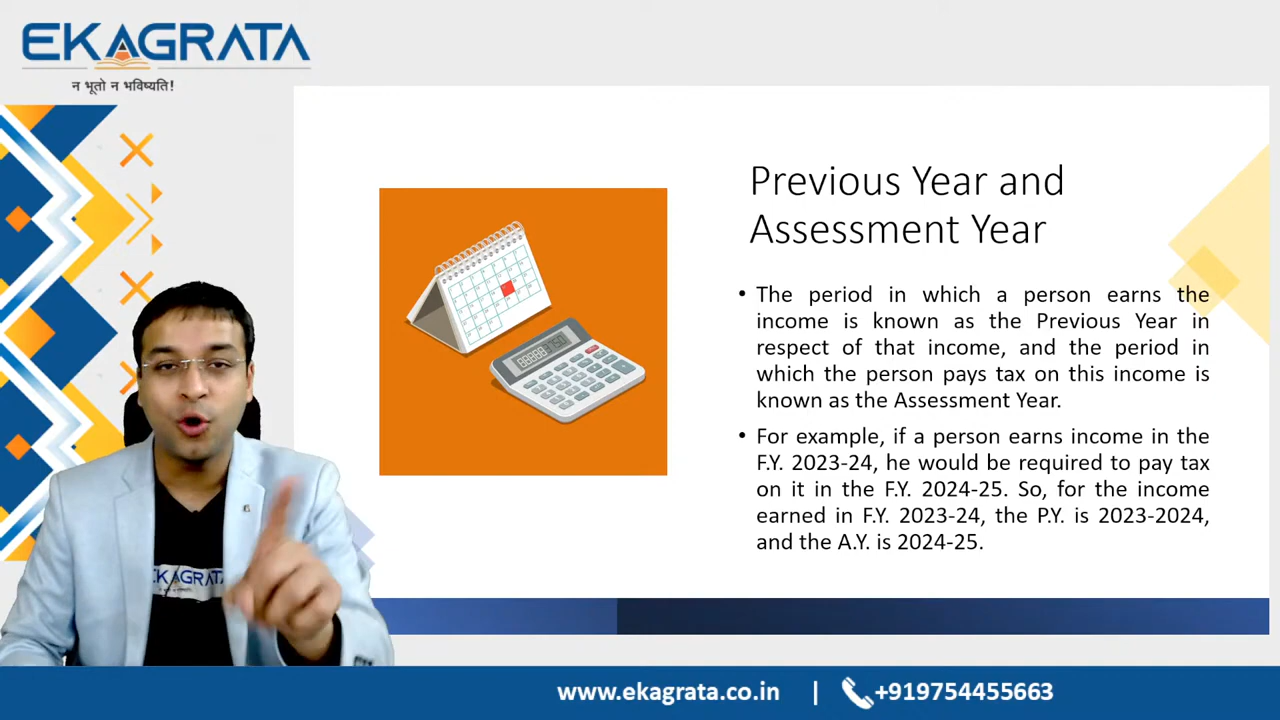 EKAGRATA
न भूतो न भविष्यति!
Previous Year and
Assessment Year
• The period in which a person earns the
income is known as the Previous Year in
respect of that income, and the period in
which the person pays tax on this income is
known as the Assessment Year.
• For example, if a person earns income in the
F.Y. 2023-24, he would be required to pay tax
on it in the F.Y. 2024-25. So, for the income
earned in F.Y. 2023-24, the P.Y. is 2023-2024,
and the A.Y. is 2024-25.
EKAGRATA
www.ekagrata.co.in | +919754455663